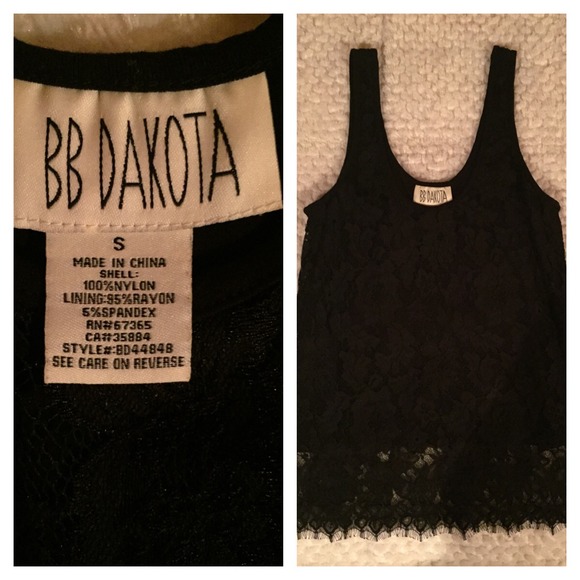 BB DAKOTA
S
MADE IN CHINA
SHELL:
100%NYLON
LINING:95%RAYON
5%SPANDEX
RN#67365
CA#35884
STYLE#:BD44848
SEE CARE ON REVERSE
BB DAKOTA